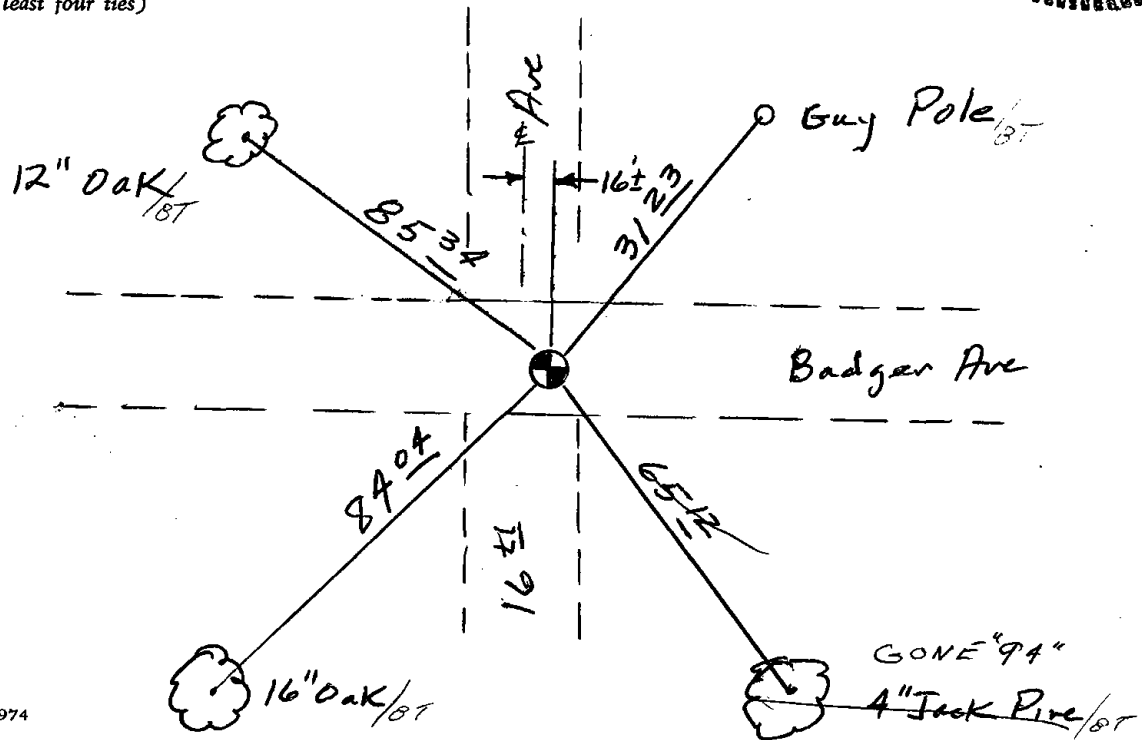 least four ties)
℄ Ave
Guy Pole/BT
12" Oak/BT
16'±
85 34
31 23
Badger Ave
84 04
65 12
16 th
GONE "94"
16" Oak/BT
4" Jack Pine/BT
974